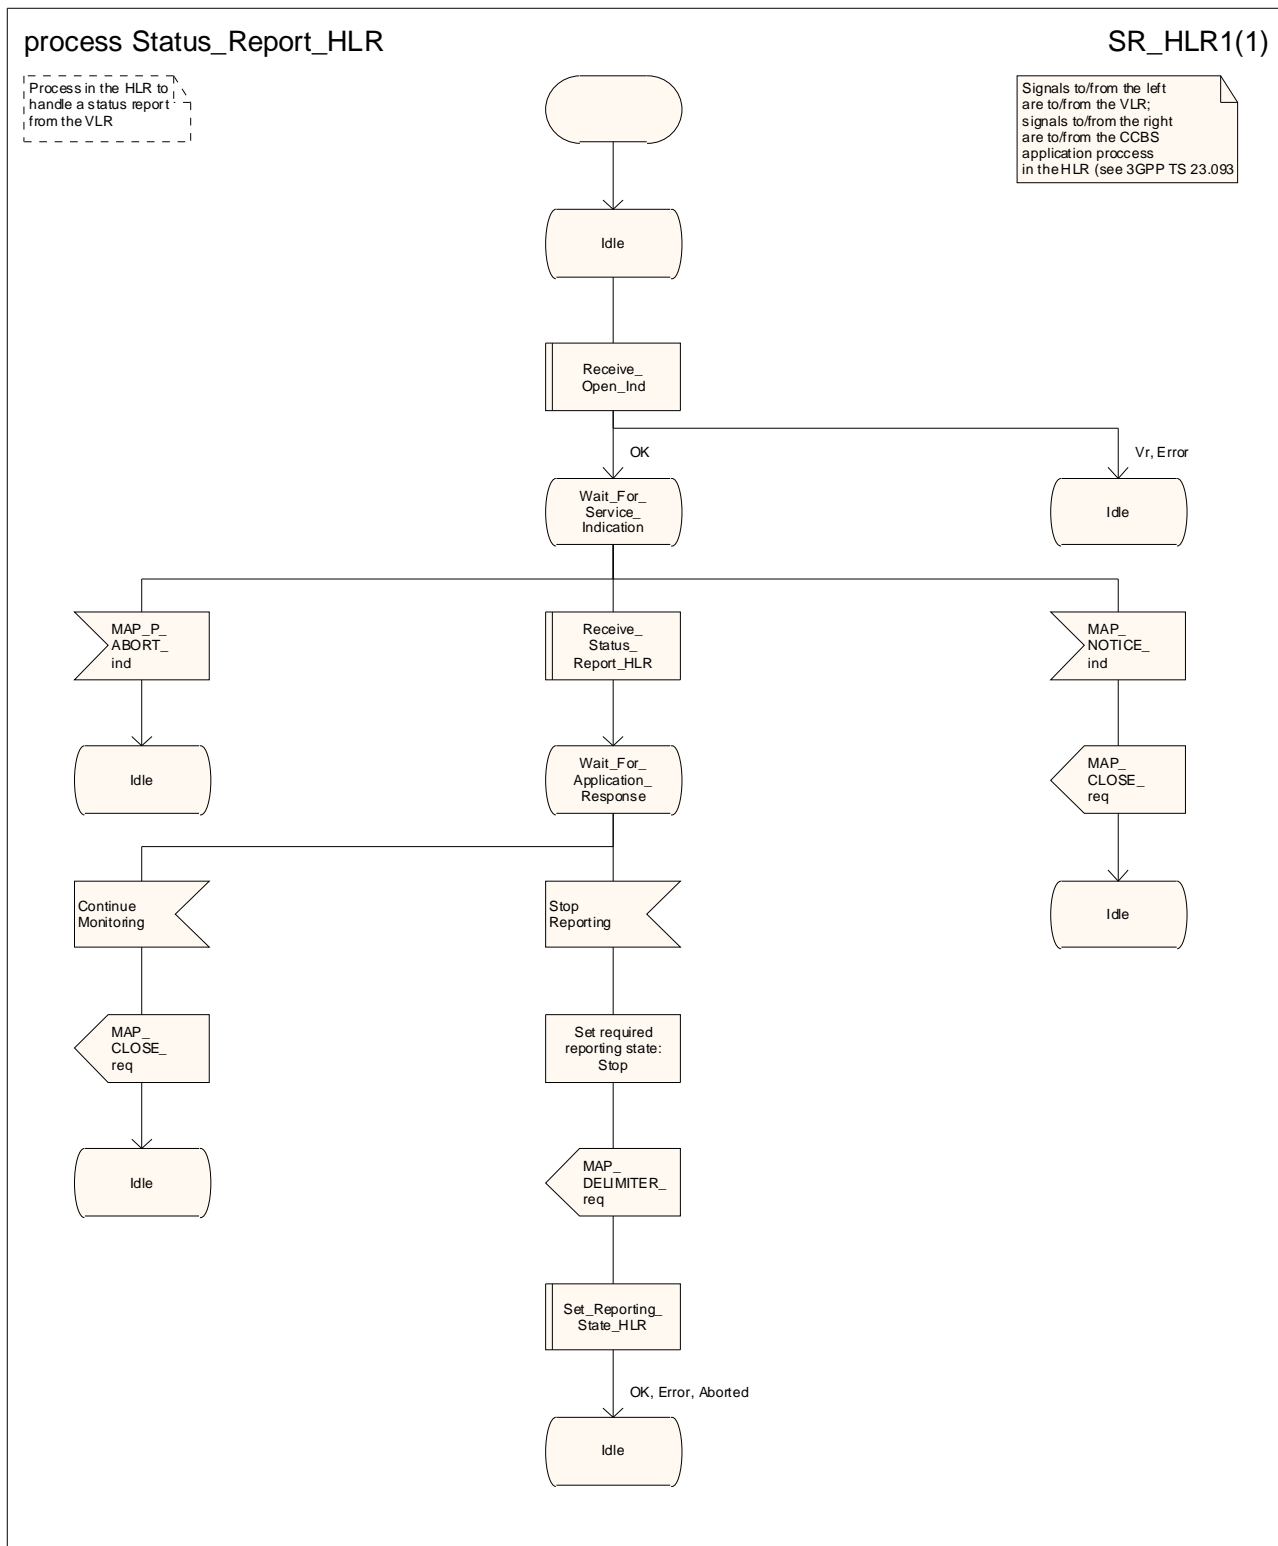 process Status_Report_HLR
SR_HLR1(1)
Process in the HLR to
handle a status report
from the VLR
Signals to/from the left
are to/from the VLR;
signals to/from the right
are to/from the CCBS
application proccess
in the HLR (see 3GPP TS 23.093
Idle
Receive_
Open_Ind
OK
Vr, Error
Wait_For_
Service_
Indication
Idle
MAP_P_
ABORT_
ind
Receive_
Status_
Report_HLR
MAP_
NOTICE_
ind
Idle
Wait_For_
Application_
Response
MAP_
CLOSE_
req
Continue
Monitoring
Stop
Reporting
Idle
MAP_
CLOSE_
req
Set required
reporting state:
Stop
Idle
MAP_
DELIMITER_
req
Set_Reporting_
State_HLR
OK, Error, Aborted
Idle